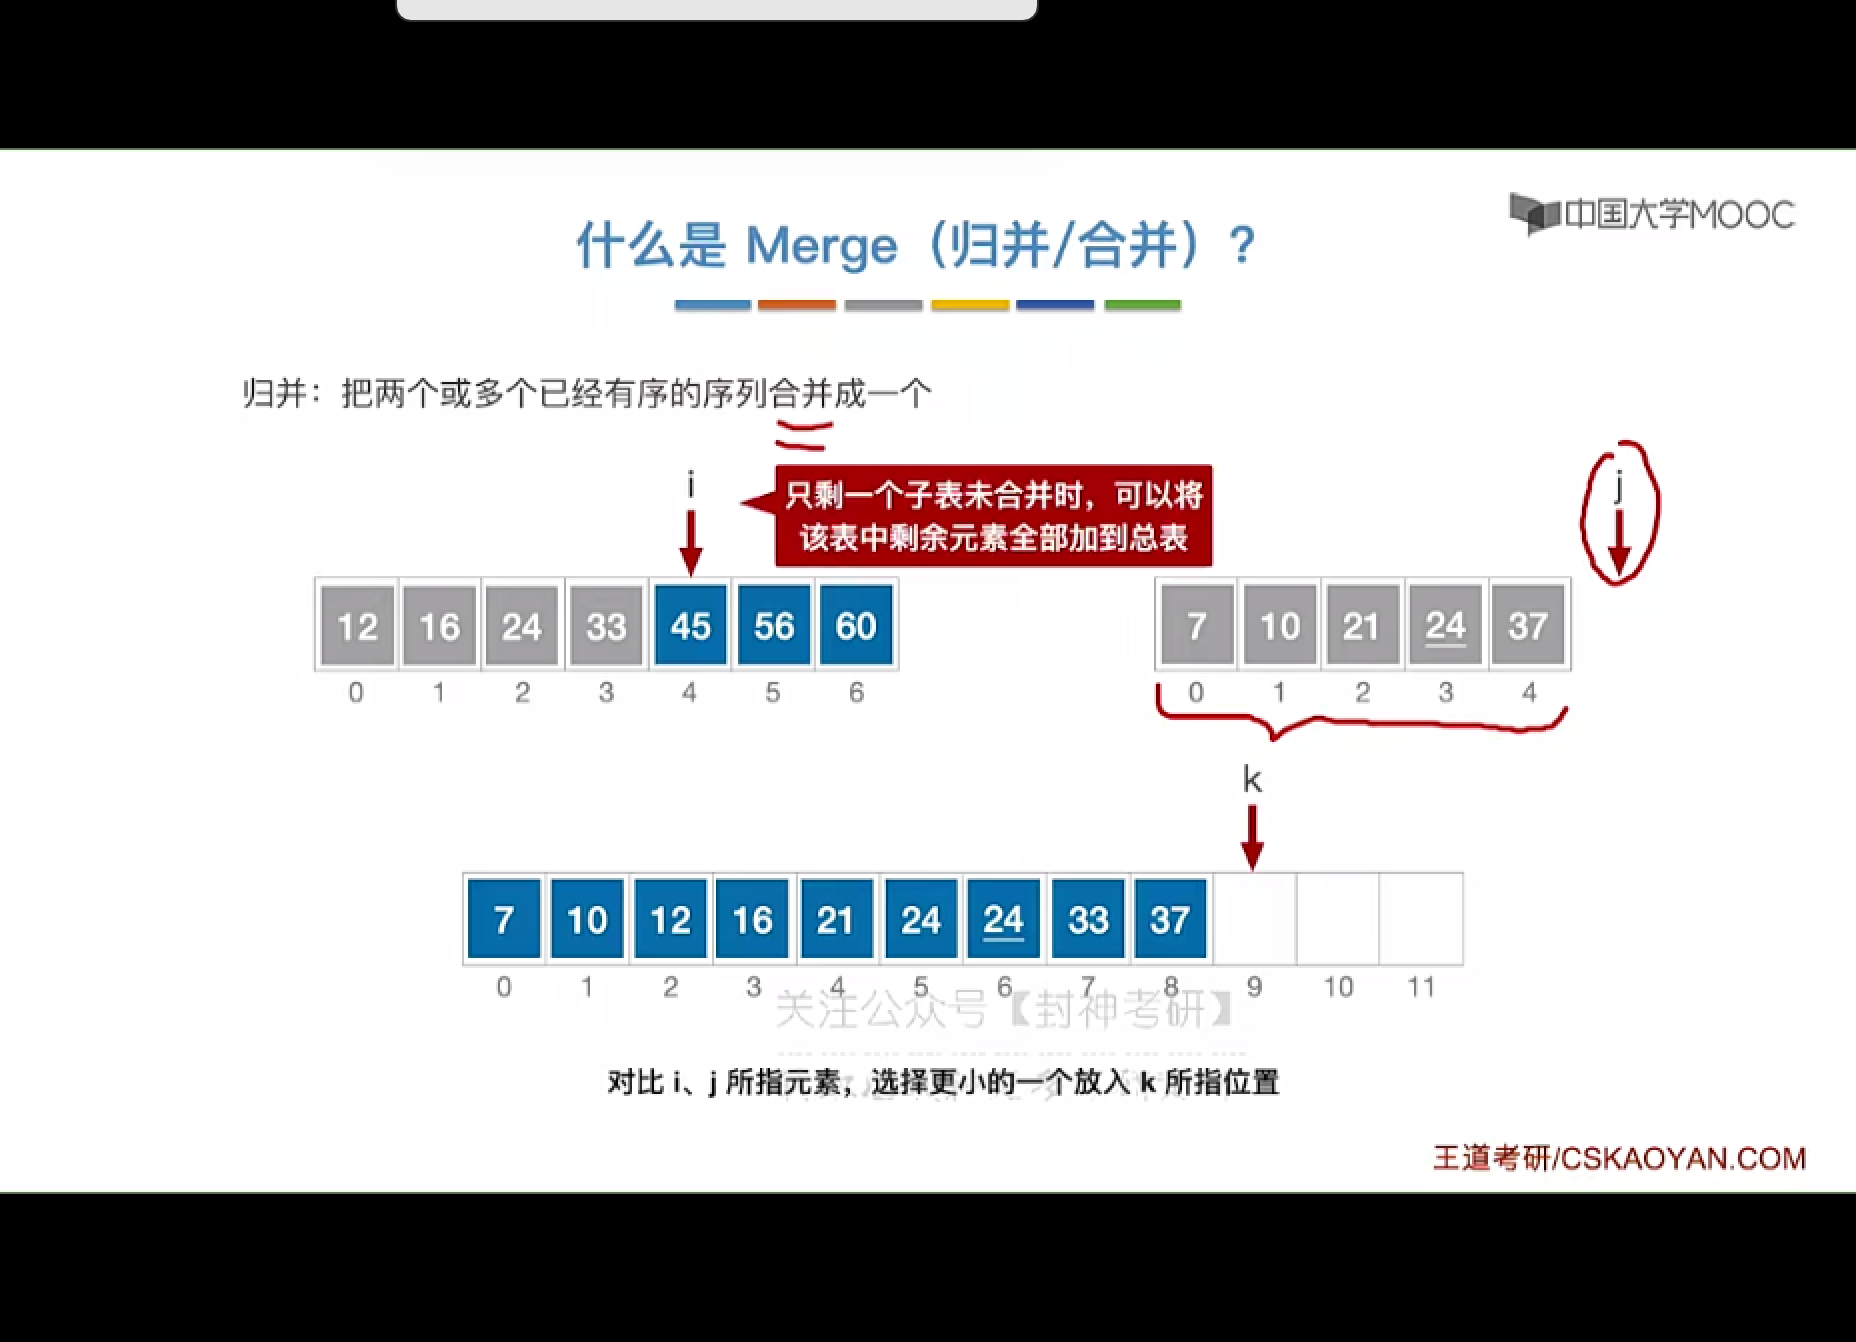 中国大学MOOC
什么是 Merge（归并/合并）?
归并：把两个或多个已经有序的序列合并成一个
i
只剩一个子表未合并时，可以将
该表中剩余元素全部加到总表
j
12 16 24 33 45 56 60
0 1 2 3 4 5 6
7 10 21 24 37
0 1 2 3 4
k
7 10 12 16 21 24 24 33 37
0 1 2 3 4 5 6 7 8 9 10 11
关注公众号【封神考研】
对比 i、j 所指元素，选择更小的一个放入 k 所指位置
王道考研/CSKAOYAN.COM